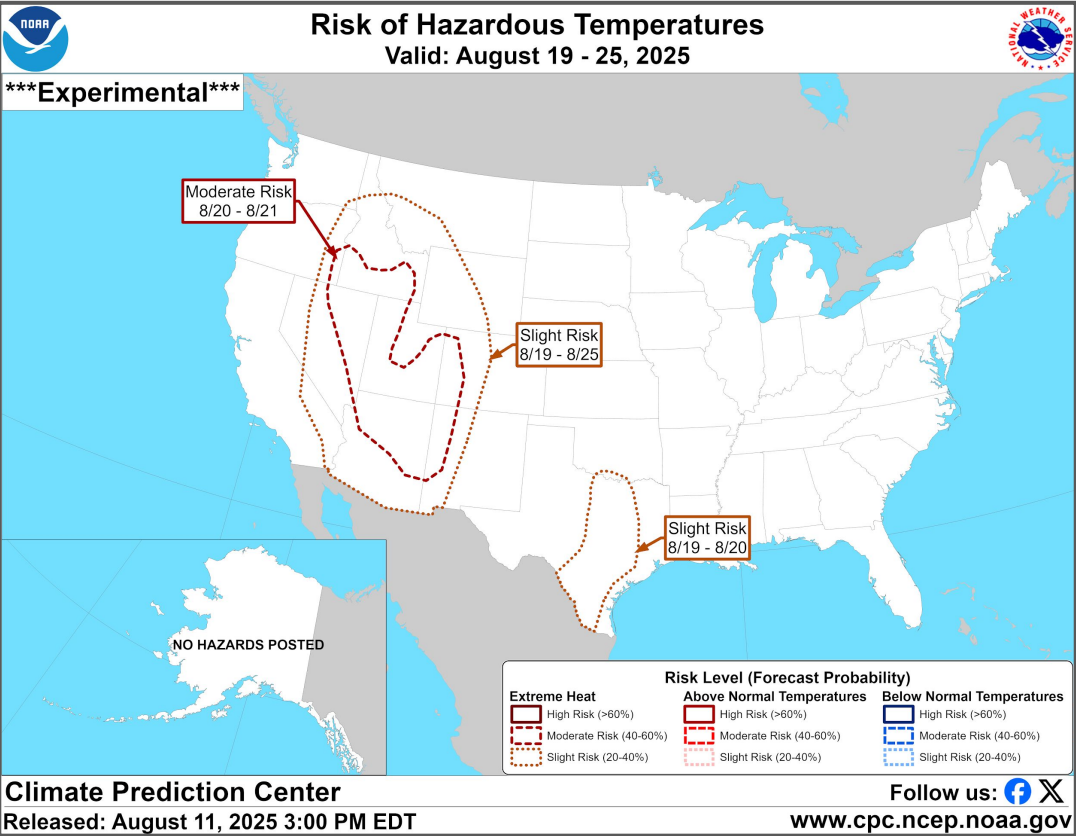 NOAA
Risk of Hazardous Temperatures
Valid: August 19 - 25, 2025
NATIONAL WEATHER SERVICE
***Experimental***
Moderate Risk
8/20 - 8/21
Slight Risk
8/19 - 8/25
Slight Risk
8/19 - 8/20
NO HAZARDS POSTED
Risk Level (Forecast Probability)
Extreme Heat
High Risk (>60%)
Moderate Risk (40-60%)
Slight Risk (20-40%)
Above Normal Temperatures
High Risk (>60%)
Moderate Risk (40-60%)
Slight Risk (20-40%)
Below Normal Temperatures
High Risk (>60%)
Moderate Risk (40-60%)
Slight Risk (20-40%)
Climate Prediction Center
Follow us:
Released: August 11, 2025 3:00 PM EDT
www.cpc.ncep.noaa.gov